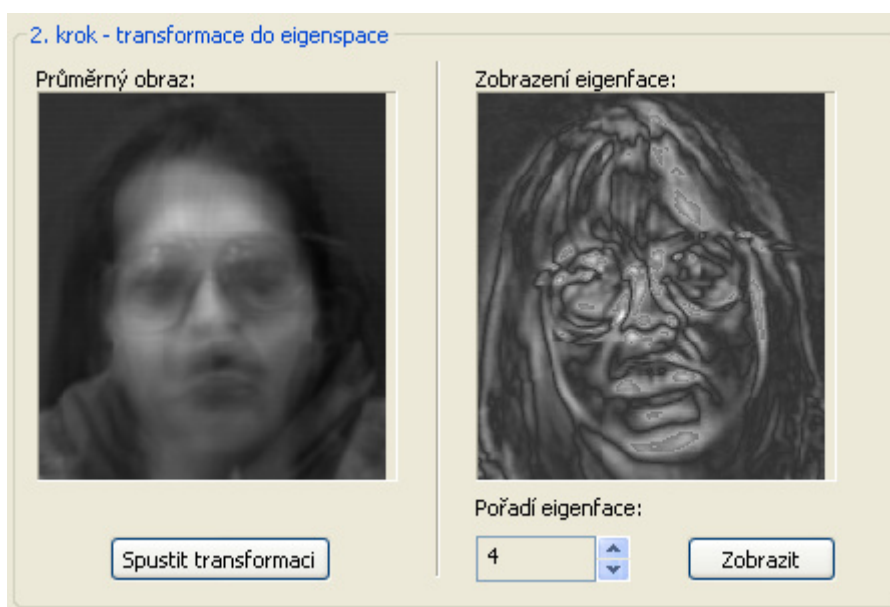 2. krok - transformace do eigenspace
Průměrný obraz:
Spustit transformaci
Zobrazení eigenface:
Pořadí eigenface:
4
Zobrazit